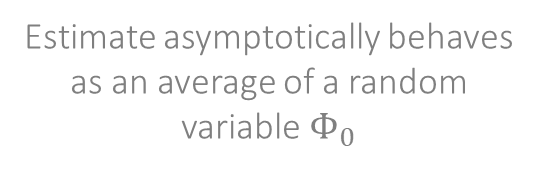 Estimate asymptotically behaves
as an average of a random
variable Φ₀